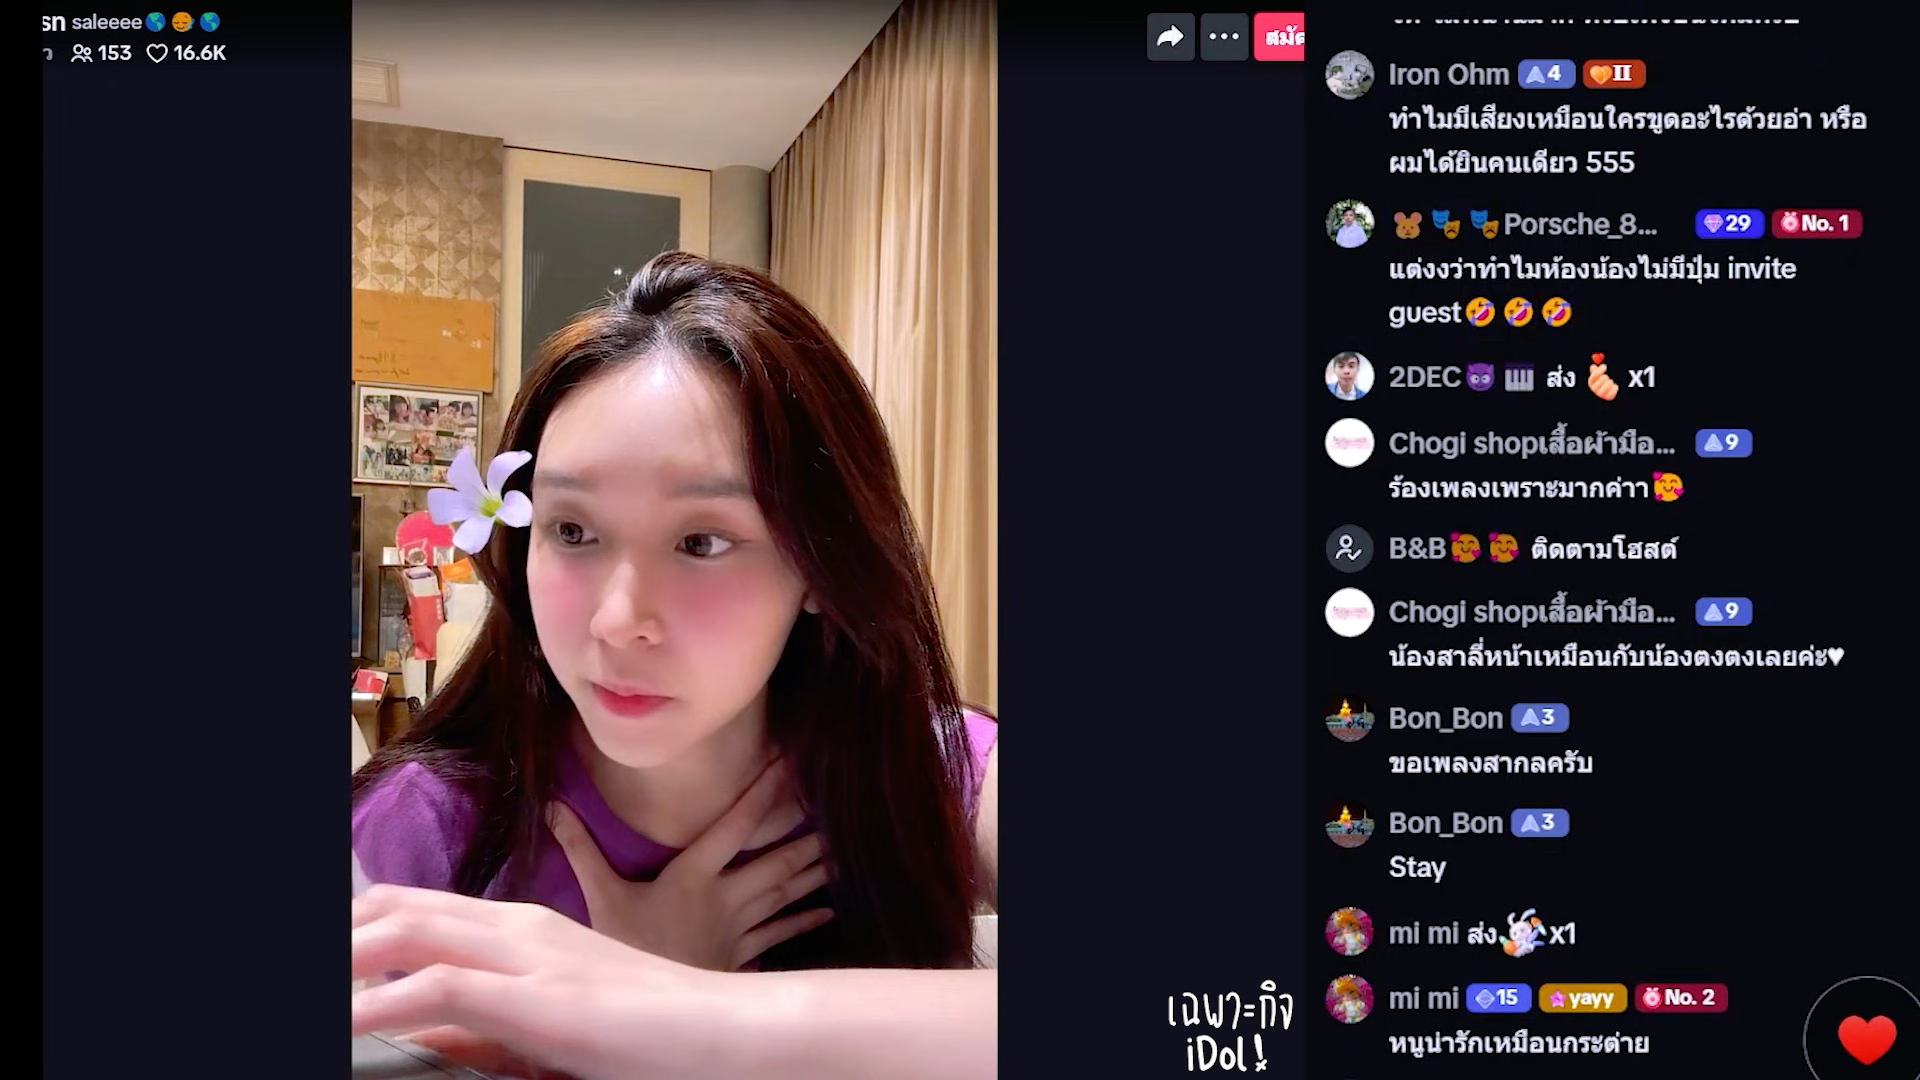 saleeee
153 16.6K
Iron Ohm 4 II
ทำไมมีเสียงเหมือนใครขูดอะไรด้วยอ่า หรือ
ผมได้ยินคนเดียว 555
Porsche_8... 29 No. 1
แต่งงว่าทำไมห้องน้องไม่มีปุ่ม invite
guest
2DEC ส่ง x1
Chogi shopเสื้อผ้ามือ... 9
ร้องเพลงเพราะมากค่าา
B&B ติดตามโฮสต์
Chogi shopเสื้อผ้ามือ... 9
น้องสาลี่หน้าเหมือนกับน้องตงตงเลยค่ะ♥
Bon_Bon 3
ขอเพลงสากลครับ
Bon_Bon 3
Stay
mi mi ส่ง x1
mi mi 15 yayy No. 2
หนูน่ารักเหมือนกระต่าย
เฉพาะกิจ
iDol!